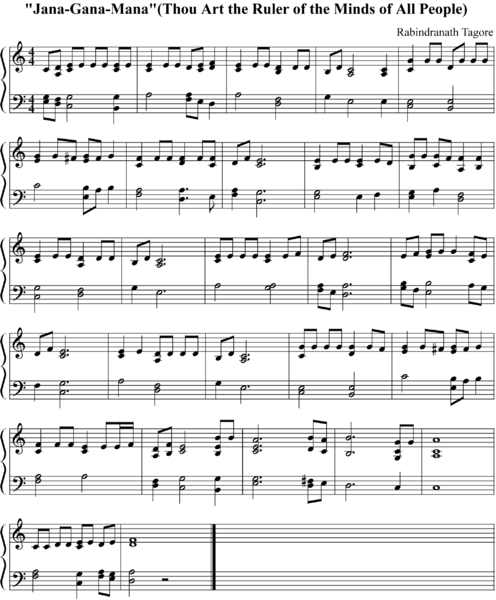 "Jana-Gana-Mana"(Thou Art the Ruler of the Minds of All People)
Rabindranath Tagore